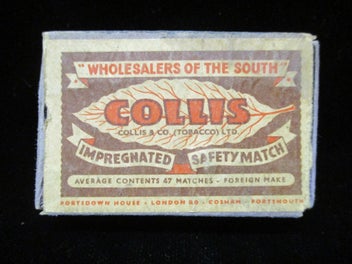 "WHOLESALERS OF THE SOUTH"
COLLIS
COLLIS & CO. (TOBACCO) LTD.
IMPREGNATED SAFETY MATCH
AVERAGE CONTENTS 47 MATCHES - FOREIGN MAKE
PORTSDOWN HOUSE • LONDON RD • COSHAM • PORTSMOUTH